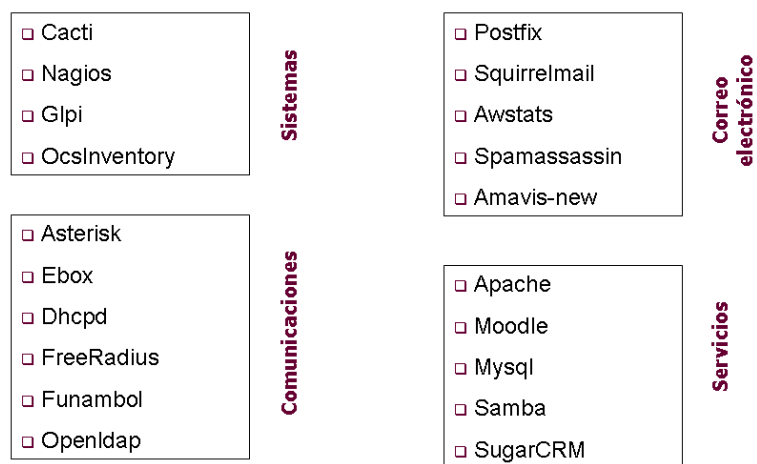 Cacti
Nagios
Glpi
OcsInventory
Sistemas
Asterisk
Ebox
Dhcpd
FreeRadius
Funambol
Openldap
Comunicaciones
Postfix
Squirrelmail
Awstats
Spamassassin
Amavis-new
Correo
electrónico
Apache
Moodle
Mysql
Samba
SugarCRM
Servicios